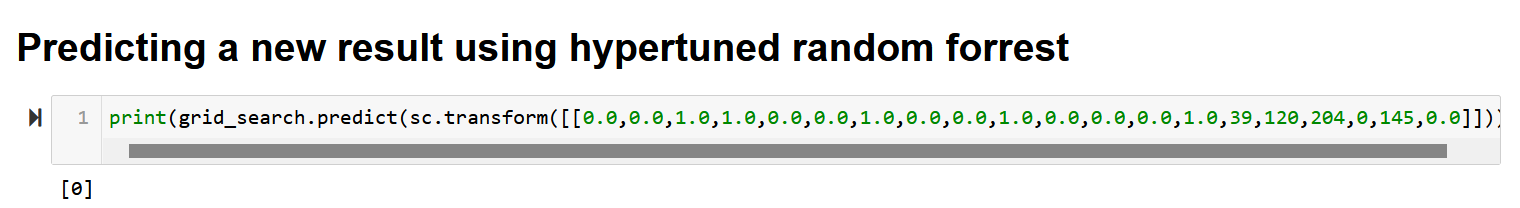 Predicting a new result using hypertuned random forrest
1 print(grid_search.predict(sc.transform([[0.0,0.0,1.0,1.0,0.0,0.0,1.0,0.0,0.0,1.0,0.0,0.0,0.0,1.0,39,120,204,0,145,0.0]]))
[0]